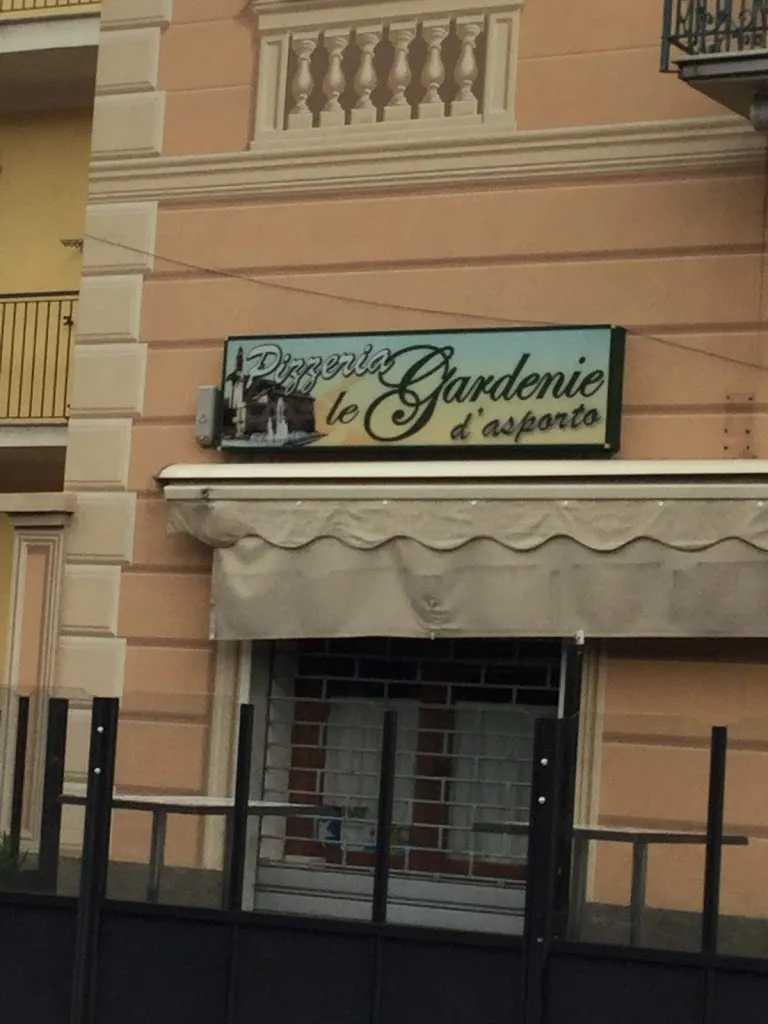 Pizzeria
le Gardenie
d'asporto